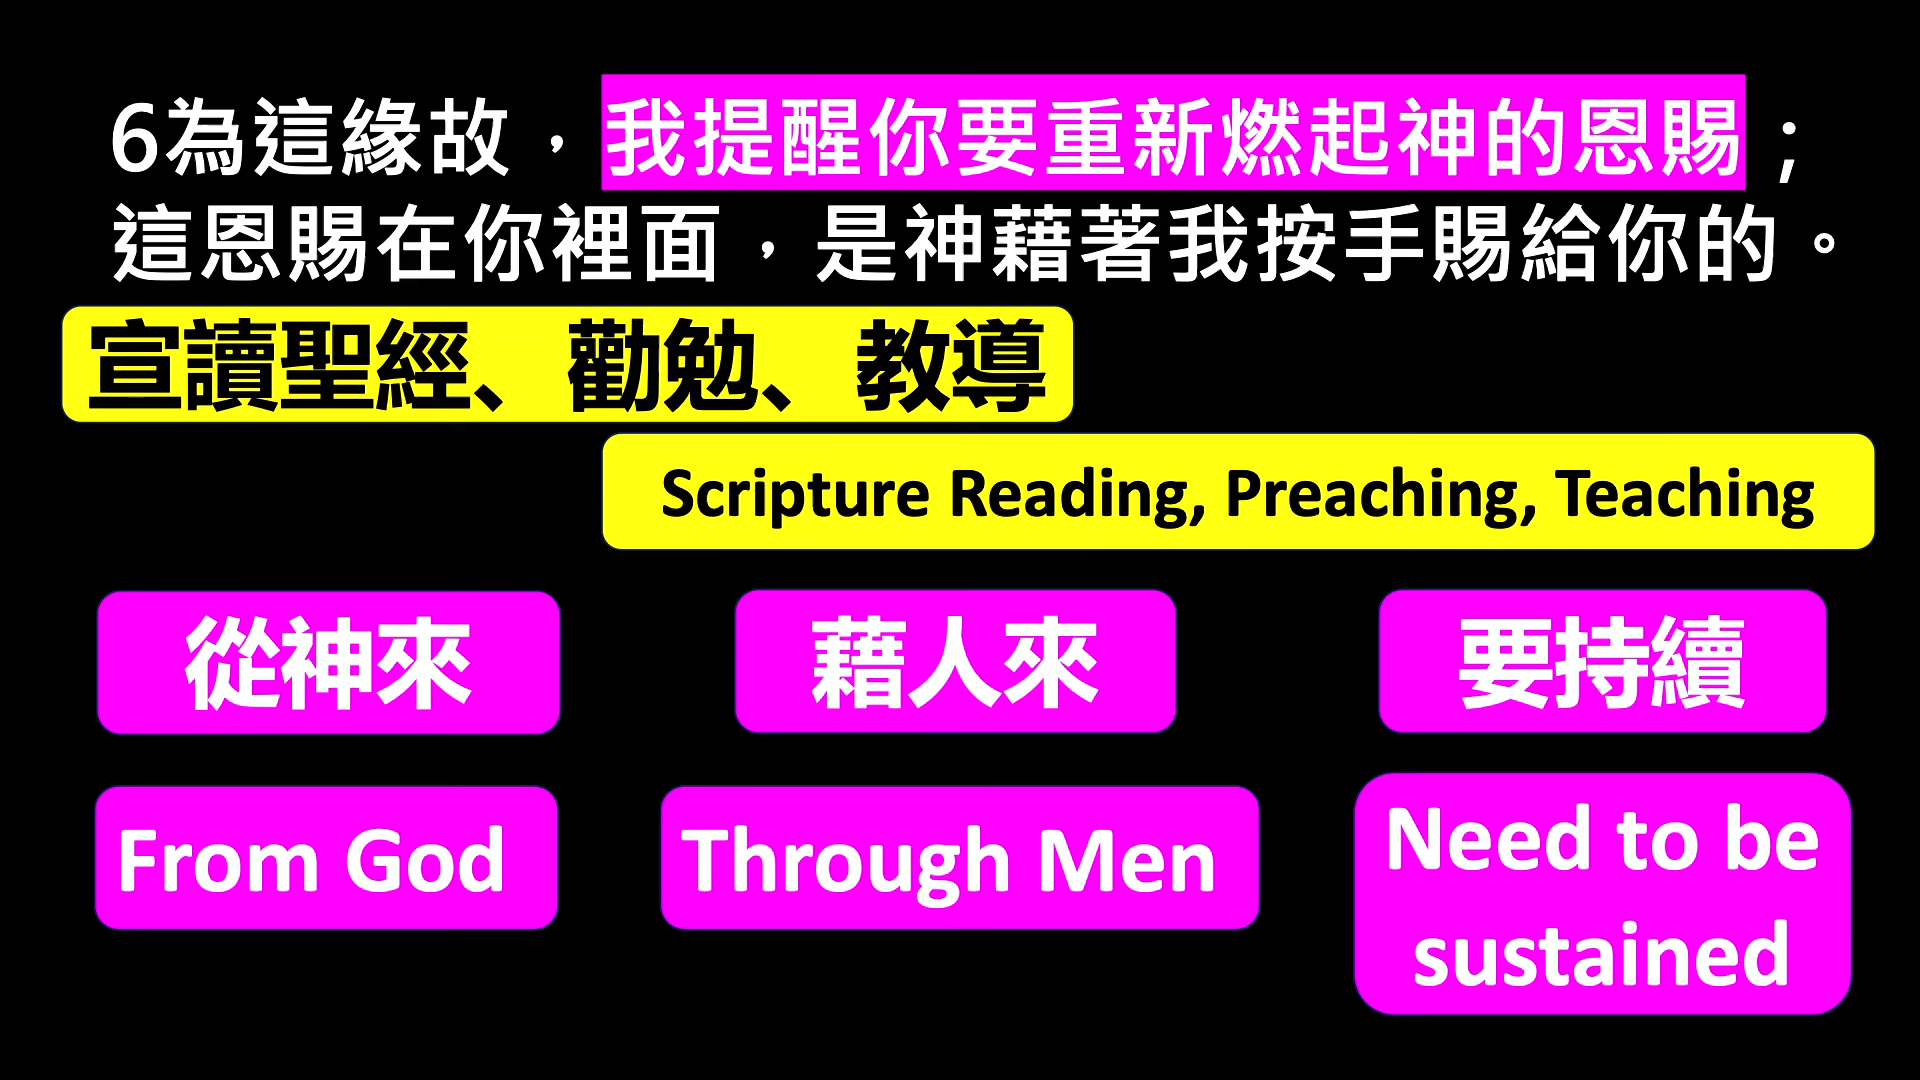 6為這緣故，我提醒你要重新燃起神的恩賜；
這恩賜在你裡面，是神藉著我按手賜給你的。
宣讀聖經、勸勉、教導
Scripture Reading, Preaching, Teaching
從神來
藉人來
要持續
From God
Through Men
Need to be
sustained